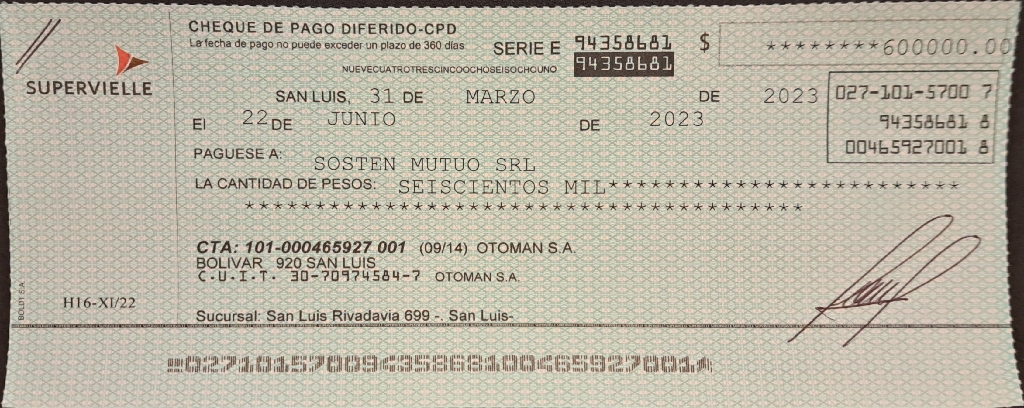 CHEQUE DE PAGO DIFERIDO-CPD
La fecha de pago no puede exceder un plazo de 360 días
SERIE E 94358681
94358681
$ ********600000.00
NUEVECUATROTRESCINCOOCHOSEISOCHOUNO
SUPERVIELLE
SAN LUIS, 31 DE MARZO DE 2023
027-101-5700 7
94358681 8
00465927001 8
El 22 DE JUNIO DE 2023
PAGUESE A: SOSTEN MUTUO SRL
LA CANTIDAD DE PESOS: SEISCIENTOS MIL***********************************
****************************************
CTA: 101-000465927 001 (09/14) OTOMAN S.A.
BOLIVAR 920 SAN LUIS
C.U.I.T. 30-70974584-7 OTOMAN S.A.
BOLDT S.A.
H16-XI/22
Sucursal: San Luis Rivadavia 699 -. San Luis-
02710157009435868100465927001